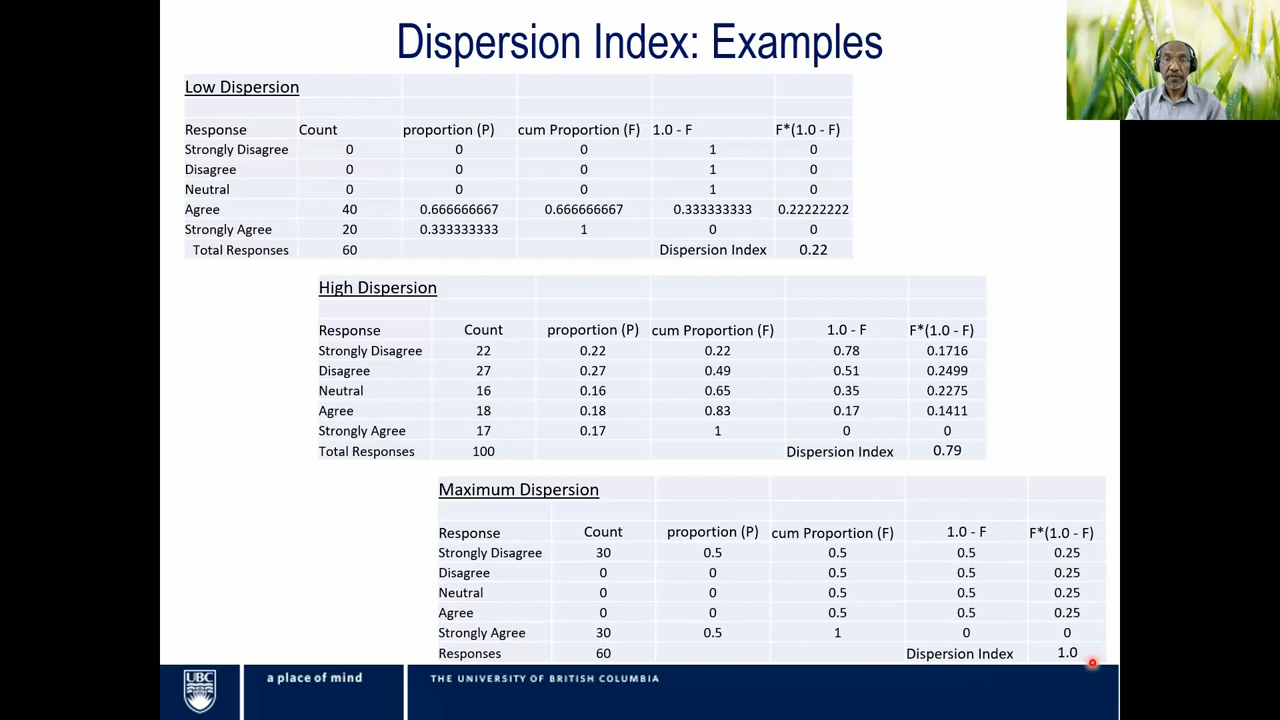 Dispersion Index: Examples
Low Dispersion
Response Count proportion (P) cum Proportion (F) 1.0 - F F*(1.0 - F)
Strongly Disagree 0 0 0 1 0
Disagree 0 0 0 1 0
Neutral 0 0 0 1 0
Agree 40 0.666666667 0.666666667 0.333333333 0.22222222
Strongly Agree 20 0.333333333 1 0 0
Total Responses 60 Dispersion Index 0.22
High Dispersion
Response Count proportion (P) cum Proportion (F) 1.0 - F F*(1.0 - F)
Strongly Disagree 22 0.22 0.22 0.78 0.1716
Disagree 27 0.27 0.49 0.51 0.2499
Neutral 16 0.16 0.65 0.35 0.2275
Agree 18 0.18 0.83 0.17 0.1411
Strongly Agree 17 0.17 1 0 0
Total Responses 100 Dispersion Index 0.79
Maximum Dispersion
Response Count proportion (P) cum Proportion (F) 1.0 - F F*(1.0 - F)
Strongly Disagree 30 0.5 0.5 0.5 0.25
Disagree 0 0 0.5 0.5 0.25
Neutral 0 0 0.5 0.5 0.25
Agree 0 0 0.5 0.5 0.25
Strongly Agree 30 0.5 1 0 0
Responses 60 Dispersion Index 1.0
UBC a place of mind THE UNIVERSITY OF BRITISH COLUMBIA